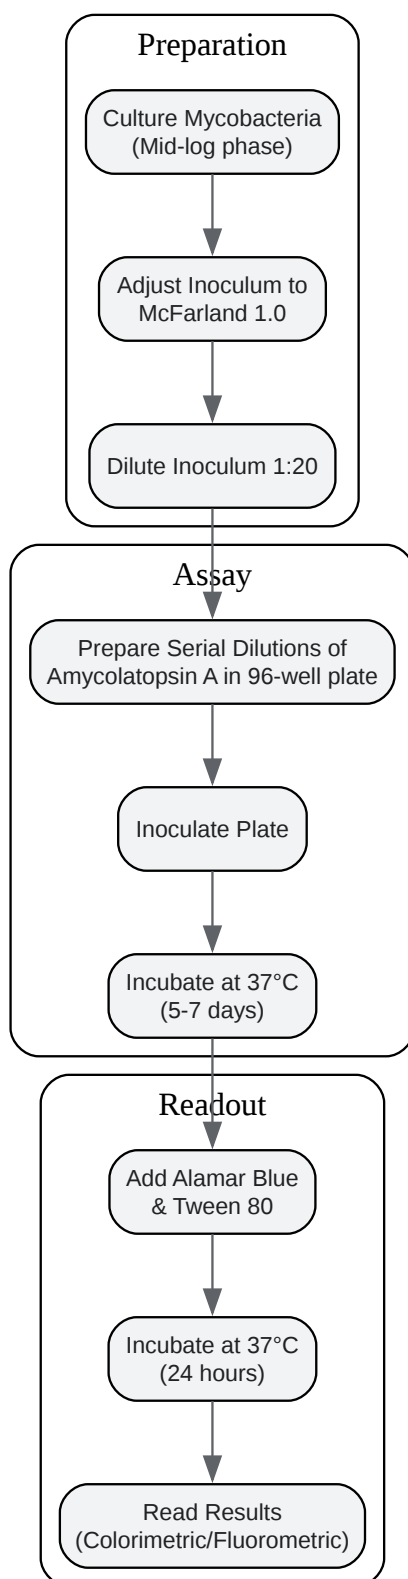 Preparation
Culture Mycobacteria
(Mid-log phase)
Adjust Inoculum to
McFarland 1.0
Dilute Inoculum 1:20
Assay
Prepare Serial Dilutions of
Amycolatopsin A in 96-well plate
Inoculate Plate
Incubate at 37°C
(5-7 days)
Readout
Add Alamar Blue
& Tween 80
Incubate at 37°C
(24 hours)
Read Results
(Colorimetric/Fluorometric)